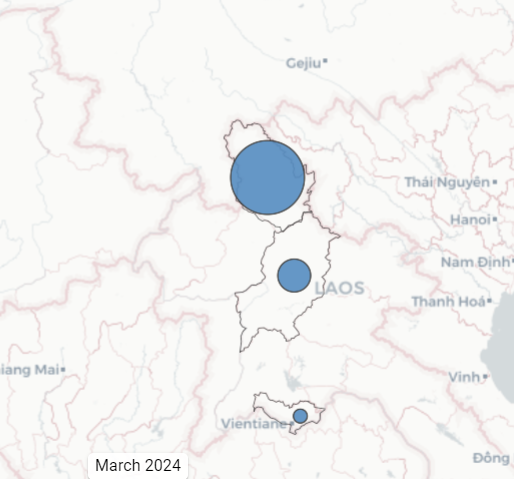 Gejiu
Thái Nguyên
Hanoi
Nam Định
LAOS
Thanh Hoá
iang Mai
Vinh
Vientiane
Đông
March 2024